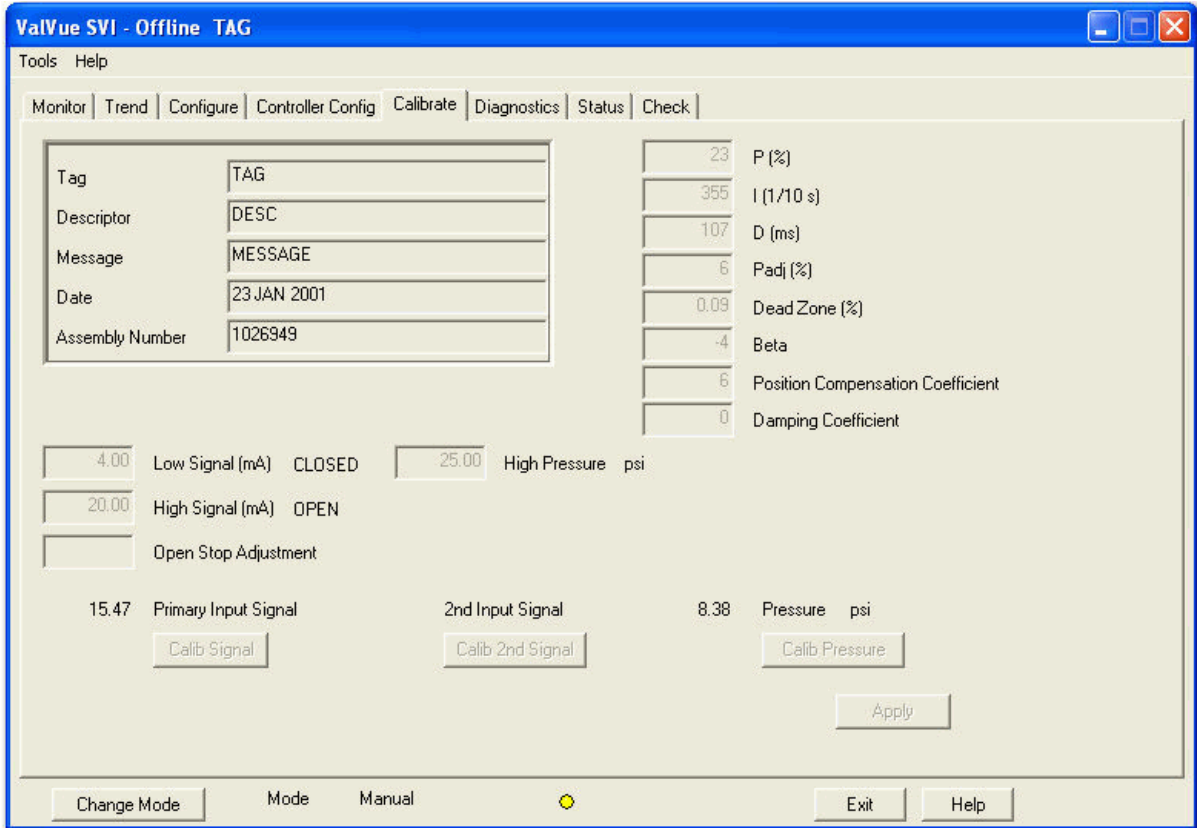 ValVue SVI - Offline TAG
Tools Help
Monitor Trend Configure Controller Config Calibrate Diagnostics Status Check
Tag TAG
Descriptor DESC
Message MESSAGE
Date 23 JAN 2001
Assembly Number 1026949
23 P (%)
355 I (1/10 s)
107 D (ms)
6 Padj (%)
0.09 Dead Zone (%)
-4 Beta
6 Position Compensation Coefficient
0 Damping Coefficient
4.00 Low Signal (mA) CLOSED 25.00 High Pressure psi
20.00 High Signal (mA) OPEN
Open Stop Adjustment
15.47 Primary Input Signal 2nd Input Signal 8.38 Pressure psi
Calib Signal Calib 2nd Signal Calib Pressure
Apply
Change Mode Mode Manual Exit Help